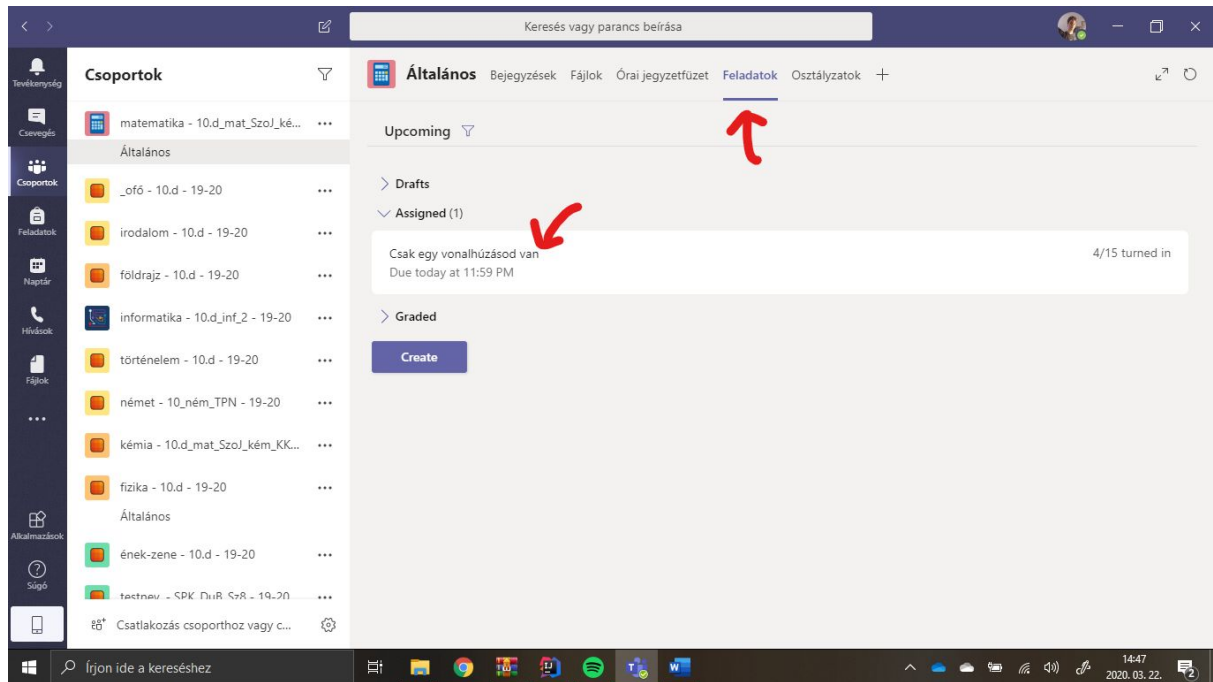 Keresés vagy parancs beírása
Tevékenység
Csevegés
Csoportok
Feladatok
Naptár
Hívások
Fájlok
Alkalmazások
Súgó
Csoportok
matematika - 10.d_mat_SzoJ_ké...
Általános
_ofő - 10.d - 19-20
irodalom - 10.d - 19-20
földrajz - 10.d - 19-20
informatika - 10.d_inf_2 - 19-20
történelem - 10.d - 19-20
német - 10_ném_TPN - 19-20
kémia - 10.d_mat_SzoJ_kém_KK...
fizika - 10.d - 19-20
Általános
ének-zene - 10.d - 19-20
testnev. - SPK_DuB_Sz8 - 19-20
Csatlakozás csoporthoz vagy c...
Általános Bejegyzések Fájlok Órai jegyzetfüzet Feladatok Osztályzatok
Upcoming
Drafts
Assigned (1)
Csak egy vonalhúzásod van 4/15 turned in
Due today at 11:59 PM
Graded
Create
Írjon ide a kereséshez
14:47
2020. 03. 22.